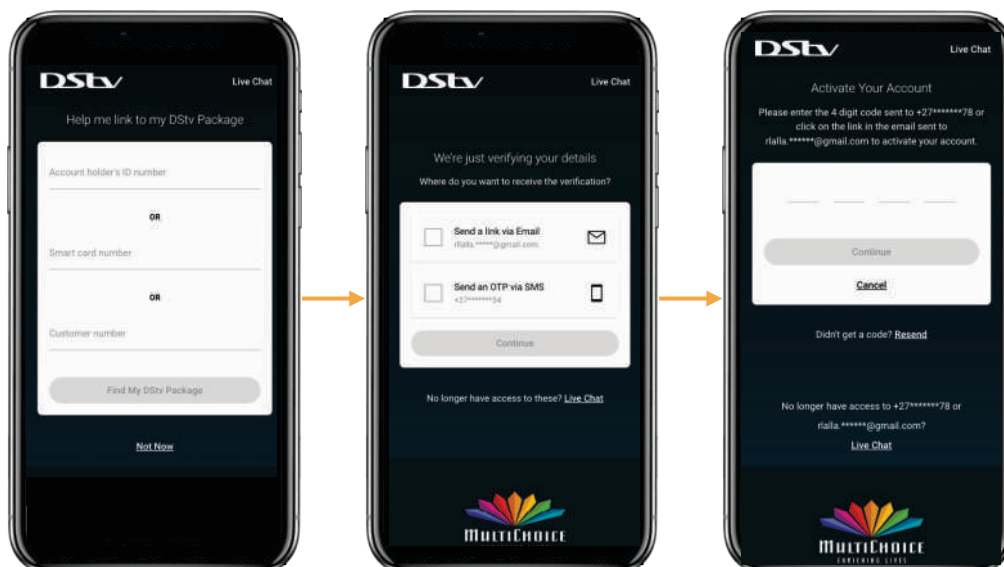 DStv
Live Chat
Help me link to my DStv Package
Account holder's ID number
OR
Smart card number
OR
Customer number
Find My DStv Package
Not Now
DStv
Live Chat
We're just verifying your details
Where do you want to receive the verification?
Send a link via Email
rlalla.*****@gmail.com
Send an OTP via SMS
+27*******54
Continue
No longer have access to these? Live Chat
MULTICHOICE
DStv
Live Chat
Activate Your Account
Please enter the 4 digit code sent to +27*******78 or
click on the link in the email sent to
rlalla.******@gmail.com to activate your account.
Continue
Cancel
Didn't get a code? Resend
No longer have access to +27*******78 or
rlalla.******@gmail.com?
Live Chat
MULTICHOICE
ENRICHING LIVES